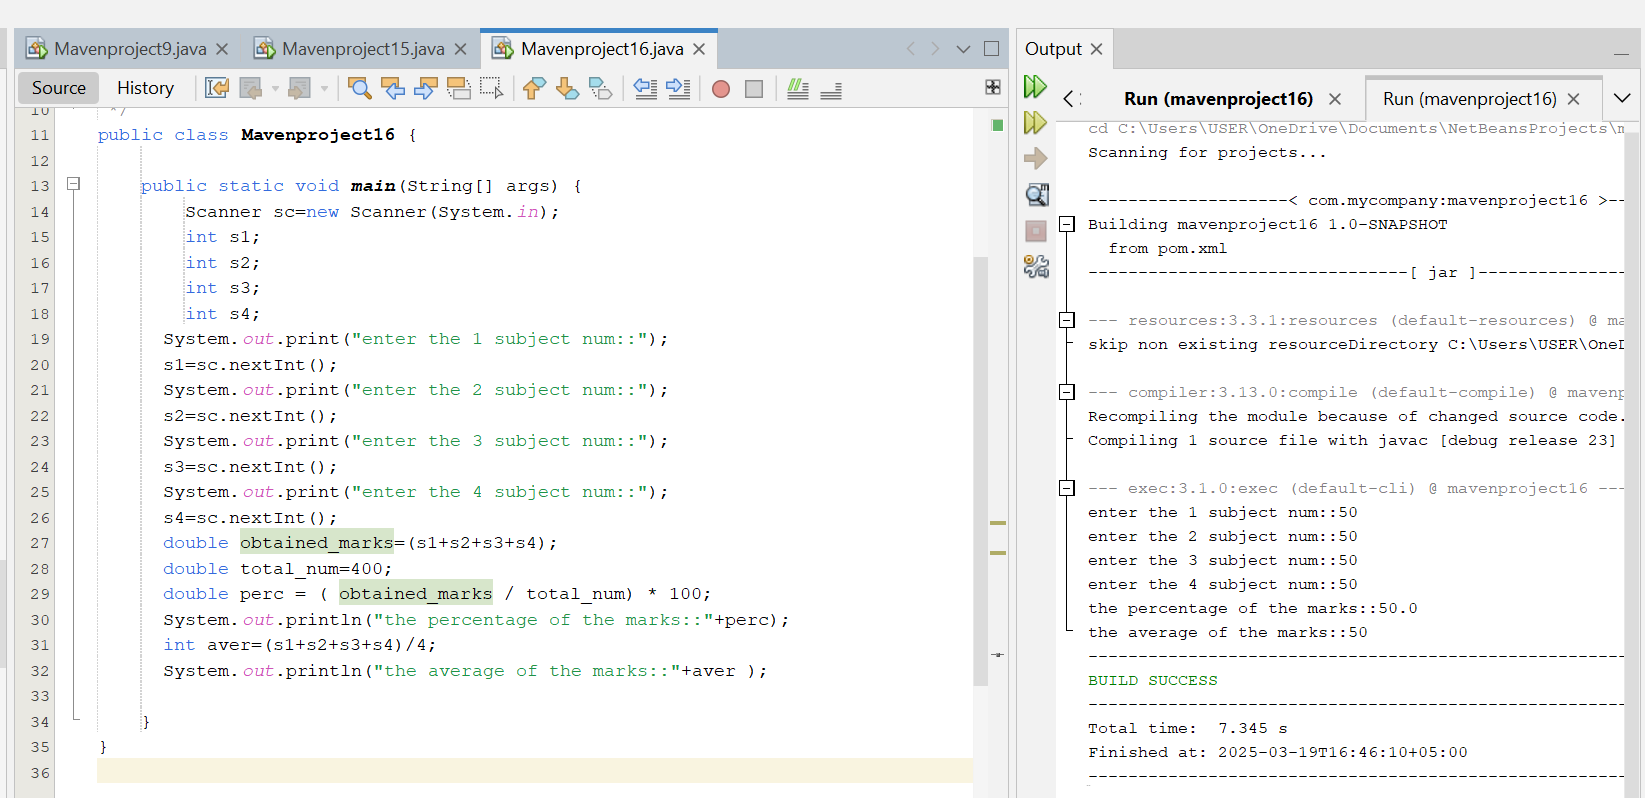 Mavenproject9.java
Mavenproject15.java
Mavenproject16.java
Source History
10 */
11 public class Mavenproject16 {
12
13 public static void main(String[] args) {
14 Scanner sc=new Scanner(System.in);
15 int s1;
16 int s2;
17 int s3;
18 int s4;
19 System.out.print("enter the 1 subject num::");
20 s1=sc.nextInt();
21 System.out.print("enter the 2 subject num::");
22 s2=sc.nextInt();
23 System.out.print("enter the 3 subject num::");
24 s3=sc.nextInt();
25 System.out.print("enter the 4 subject num::");
26 s4=sc.nextInt();
27 double obtained_marks=(s1+s2+s3+s4);
28 double total_num=400;
29 double perc = ( obtained_marks / total_num) * 100;
30 System.out.println("the percentage of the marks::"+perc);
31 int aver=(s1+s2+s3+s4)/4;
32 System.out.println("the average of the marks::"+aver );
33
34 }
35 }
36
Output
Run (mavenproject16)
Run (mavenproject16)
cd C:\Users\USER\OneDrive\Documents\NetBeansProjects\m
Scanning for projects...
--------------------< com.mycompany:mavenproject16 >--
Building mavenproject16 1.0-SNAPSHOT
from pom.xml
--------------------------------[ jar ]---------------
--- resources:3.3.1:resources (default-resources) @ ma
skip non existing resourceDirectory C:\Users\USER\OneD
--- compiler:3.13.0:compile (default-compile) @ mavenp
Recompiling the module because of changed source code.
Compiling 1 source file with javac [debug release 23]
--- exec:3.1.0:exec (default-cli) @ mavenproject16 ---
enter the 1 subject num::50
enter the 2 subject num::50
enter the 3 subject num::50
enter the 4 subject num::50
the percentage of the marks::50.0
the average of the marks::50
------------------------------------------------------
BUILD SUCCESS
------------------------------------------------------
Total time:  7.345 s
Finished at: 2025-03-19T16:46:10+05:00
------------------------------------------------------